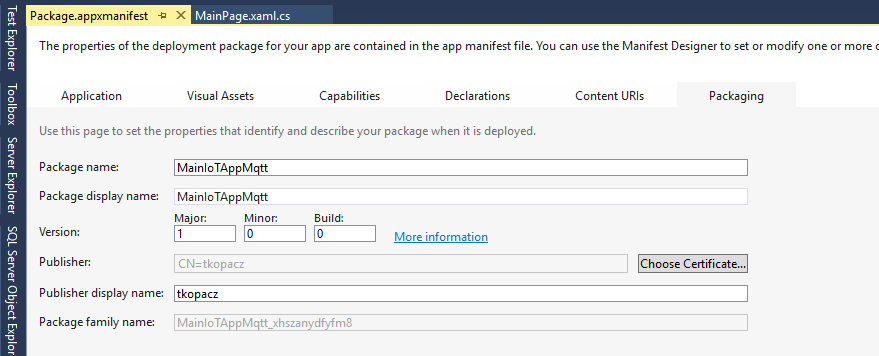 Package.appxmanifest
MainPage.xaml.cs
Test Explorer
Toolbox
Server Explorer
SQL Server Object Explor
The properties of the deployment package for your app are contained in the app manifest file. You can use the Manifest Designer to set or modify one or more
Application Visual Assets Capabilities Declarations Content URIs Packaging
Use this page to set the properties that identify and describe your package when it is deployed.
Package name: MainIoTAppMqtt
Package display name: MainIoTAppMqtt
Major: Minor: Build:
Version: 1 0 0 More information
Publisher: CN=tkopacz Choose Certificate...
Publisher display name: tkopacz
Package family name: MainIoTAppMqtt_xhszanydfyfm8